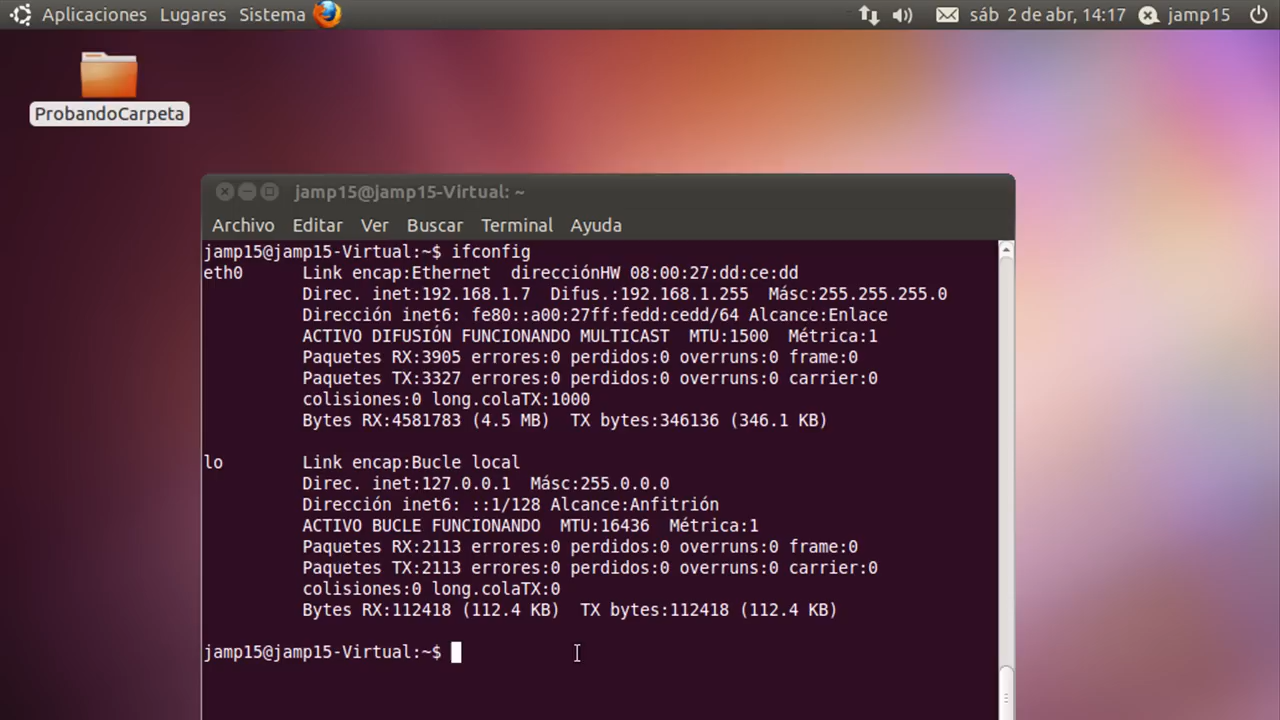 Aplicaciones Lugares Sistema sáb 2 de abr, 14:17 jamp15
ProbandoCarpeta
jamp15@jamp15-Virtual: ~
Archivo Editar Ver Buscar Terminal Ayuda
jamp15@jamp15-Virtual:~$ ifconfig
eth0 Link encap:Ethernet direcciónHW 08:00:27:dd:ce:dd
Direc. inet:192.168.1.7 Difus.:192.168.1.255 Másc:255.255.255.0
Dirección inet6: fe80::a00:27ff:fedd:cedd/64 Alcance:Enlace
ACTIVO DIFUSIÓN FUNCIONANDO MULTICAST MTU:1500 Métrica:1
Paquetes RX:3905 errores:0 perdidos:0 overruns:0 frame:0
Paquetes TX:3327 errores:0 perdidos:0 overruns:0 carrier:0
colisiones:0 long.colaTX:1000
Bytes RX:4581783 (4.5 MB) TX bytes:346136 (346.1 KB)
lo Link encap:Bucle local
Direc. inet:127.0.0.1 Másc:255.0.0.0
Dirección inet6: ::1/128 Alcance:Anfitrión
ACTIVO BUCLE FUNCIONANDO MTU:16436 Métrica:1
Paquetes RX:2113 errores:0 perdidos:0 overruns:0 frame:0
Paquetes TX:2113 errores:0 perdidos:0 overruns:0 carrier:0
colisiones:0 long.colaTX:0
Bytes RX:112418 (112.4 KB) TX bytes:112418 (112.4 KB)
jamp15@jamp15-Virtual:~$